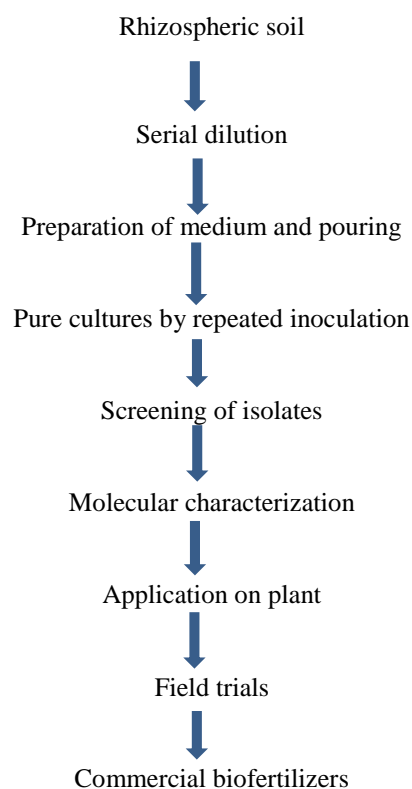 Rhizospheric soil
Serial dilution
Preparation of medium and pouring
Pure cultures by repeated inoculation
Screening of isolates
Molecular characterization
Application on plant
Field trials
Commercial biofertilizers